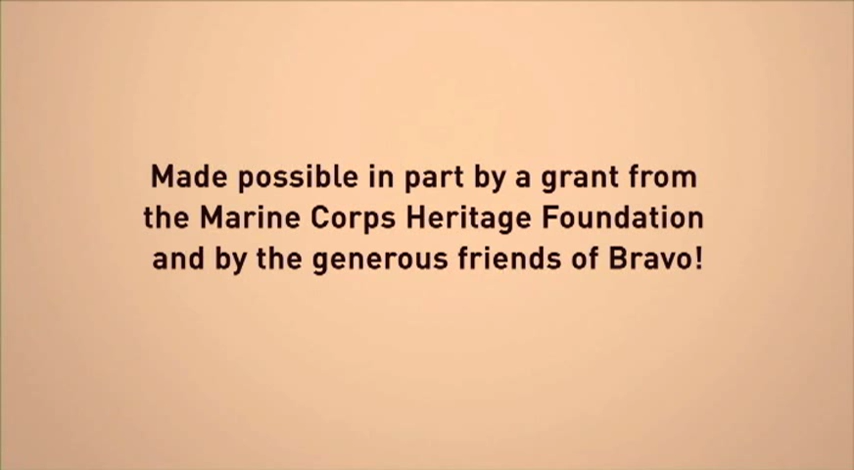 Made possible in part by a grant from
the Marine Corps Heritage Foundation
and by the generous friends of Bravo!